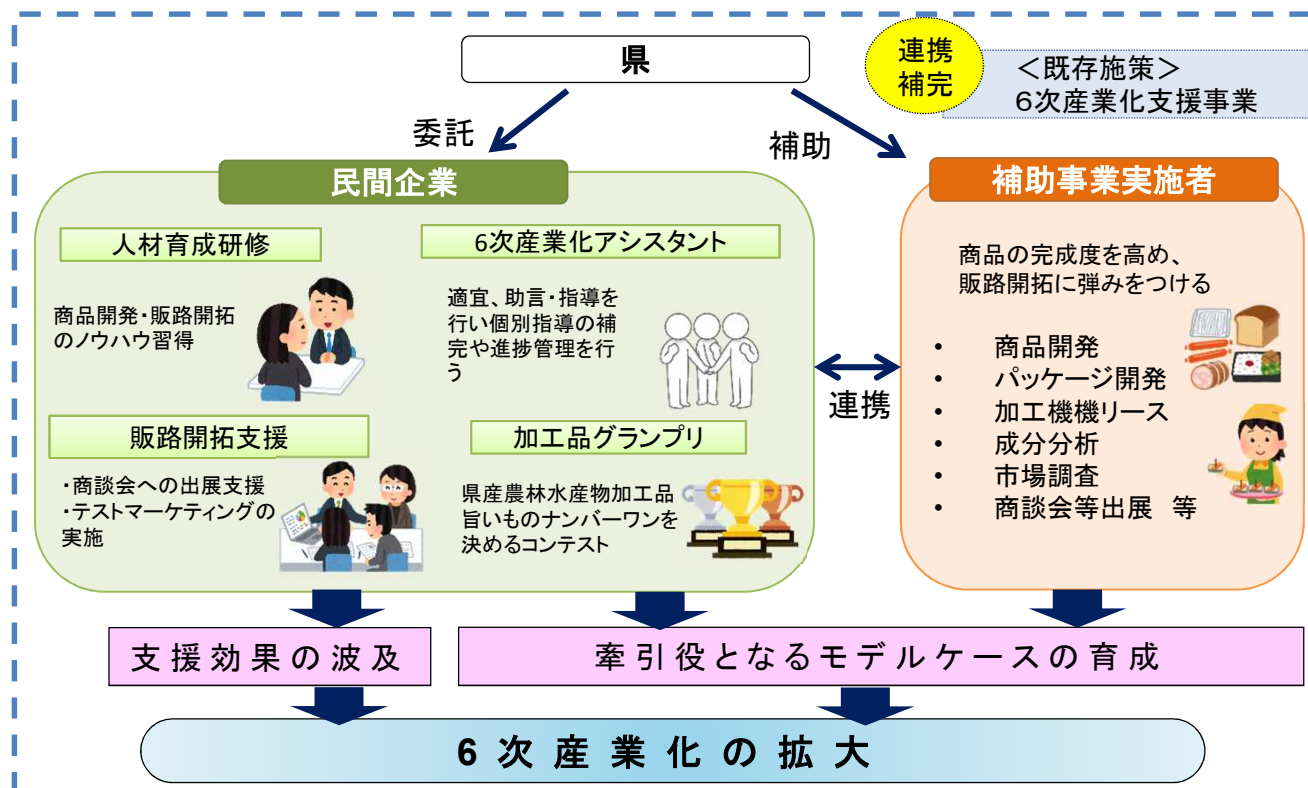 県
連携
補完
<既存施策>
6次産業化支援事業
委託
補助
民間企業
人材育成研修
商品開発・販路開拓
のノウハウ習得
6次産業化アシスタント
適宜、助言・指導を
行い個別指導の補
完や進捗管理を行
う
販路開拓支援
・商談会への出展支援
・テストマーケティングの
実施
加工品グランプリ
県産農林水産物加工品
旨いものナンバーワンを
決めるコンテスト
連携
補助事業実施者
商品の完成度を高め、
販路開拓に弾みをつける
• 商品開発
• パッケージ開発
• 加工機機リース
• 成分分析
• 市場調査
• 商談会等出展 等
支援効果の波及
牽引役となるモデルケースの育成
6次産業化の拡大